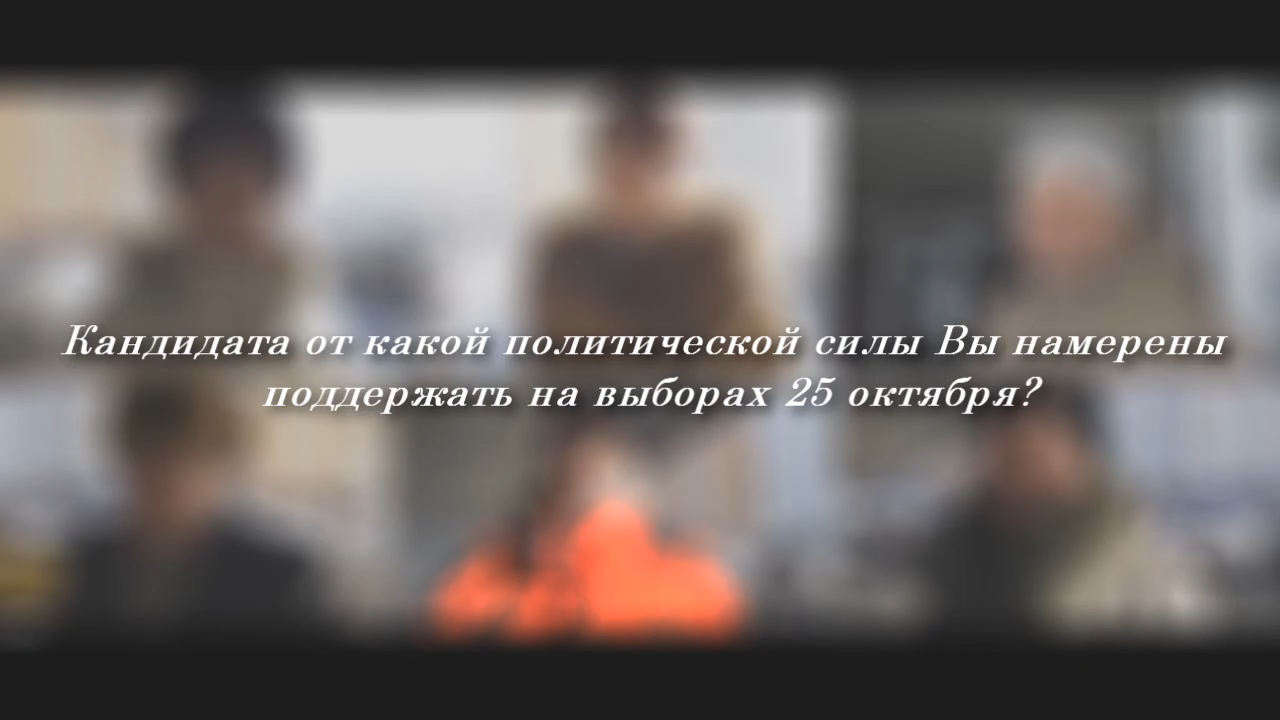 Кандидата от какой политической силы Вы намерены
поддержать на выборах 25 октября?